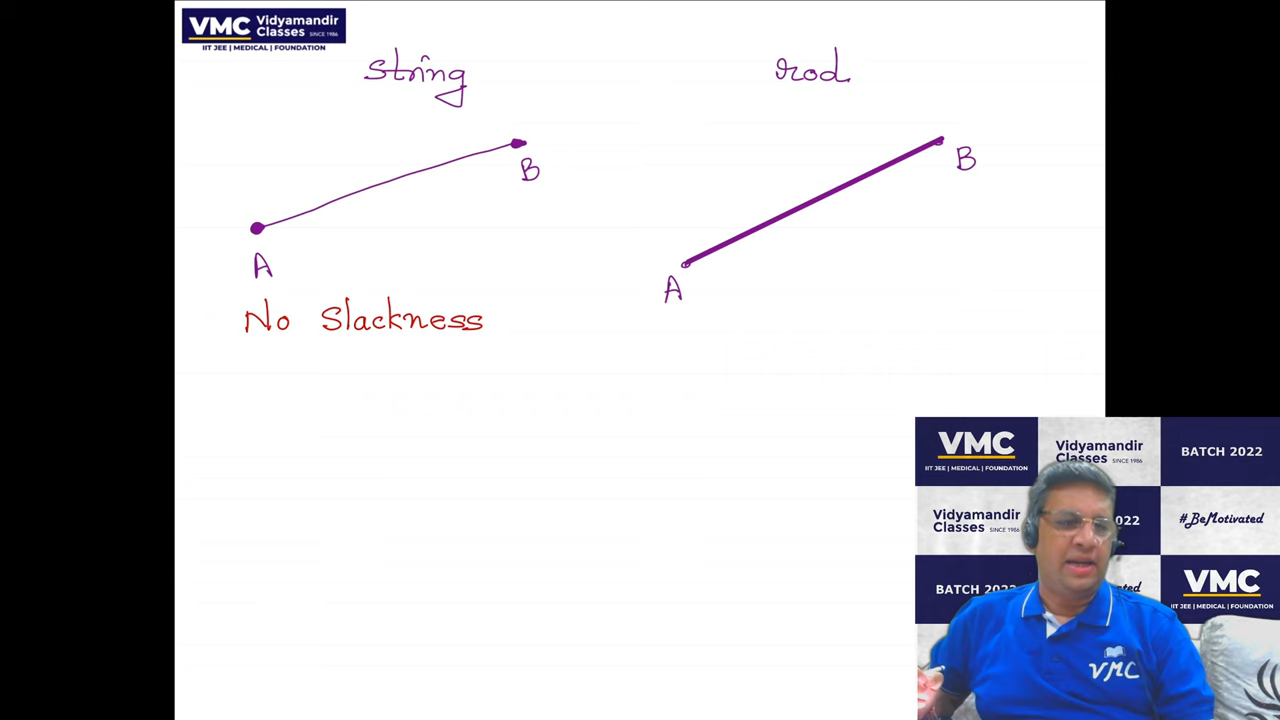 VMC Vidyamandir Classes SINCE 1986
IIT JEE | MEDICAL | FOUNDATION
string
rod
B
A
B
A
No Slackness
VMC
IIT JEE | MEDICAL | FOUNDATION
Vidyamandir
Classes SINCE 1986
BATCH 2022
Vidyamandir
Classes SINCE 1986
2022
#BeMotivated
BATCH 202
VMC
IIT JEE | MEDICAL | FOUNDATION
VMC